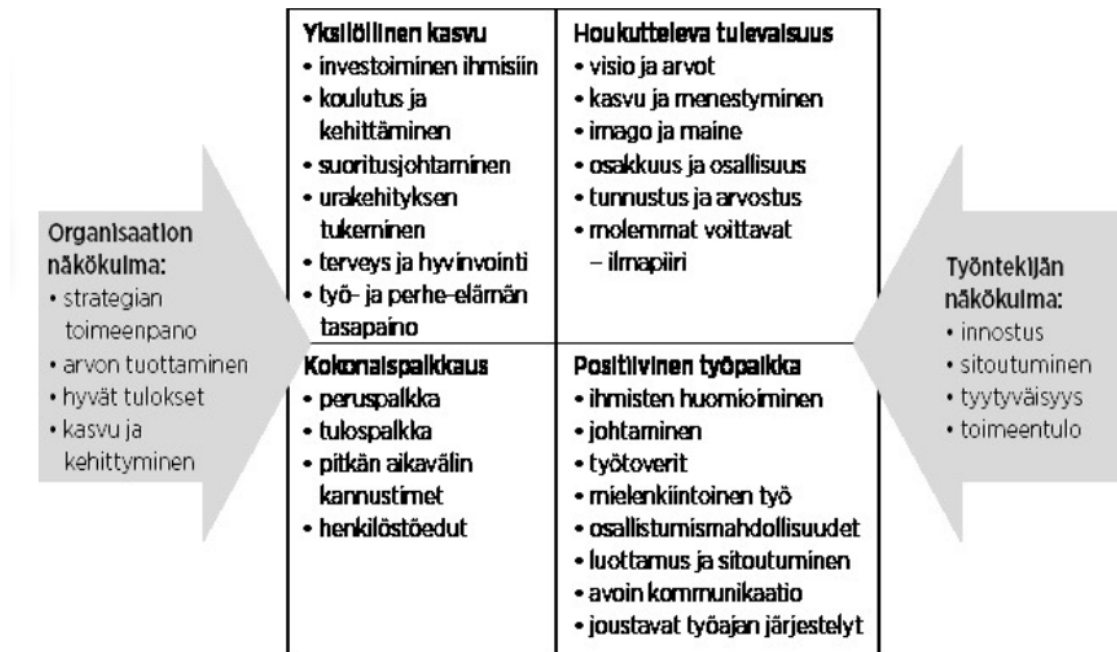 Organisaation
näkökulma:
• strategian
toimeenpano
• arvon tuottaminen
• hyvät tulokset
• kasvu ja
kehittyminen
Yksilöllinen kasvu
• investoiminen ihmisiin
• koulutus ja
kehittäminen
• suoritusjohtaminen
• urakehityksen
tukeminen
• terveys ja hyvinvointi
• työ- ja perhe-elämän
tasapaino
Houkutteleva tulevaisuus
• visio ja arvot
• kasvu ja menestyminen
• imago ja maine
• osakkuus ja osallisuus
• tunnustus ja arvostus
• molemmat voittavat
– ilmapiiri
Kokonaispalkkaus
• peruspalkka
• tulospalkka
• pitkän aikavälin
kannustimet
• henkilöstöedut
Positiivinen työpaikka
• ihmisten huomioiminen
• johtaminen
• työtoverit
• mielenkiintoinen työ
• osallistumismahdollisuudet
• luottamus ja sitoutuminen
• avoin kommunikaatio
• joustavat työajan järjestelyt
Työntekijän
näkökulma:
• innostus
• sitoutuminen
• tyytyväisyys
• toimeentulo